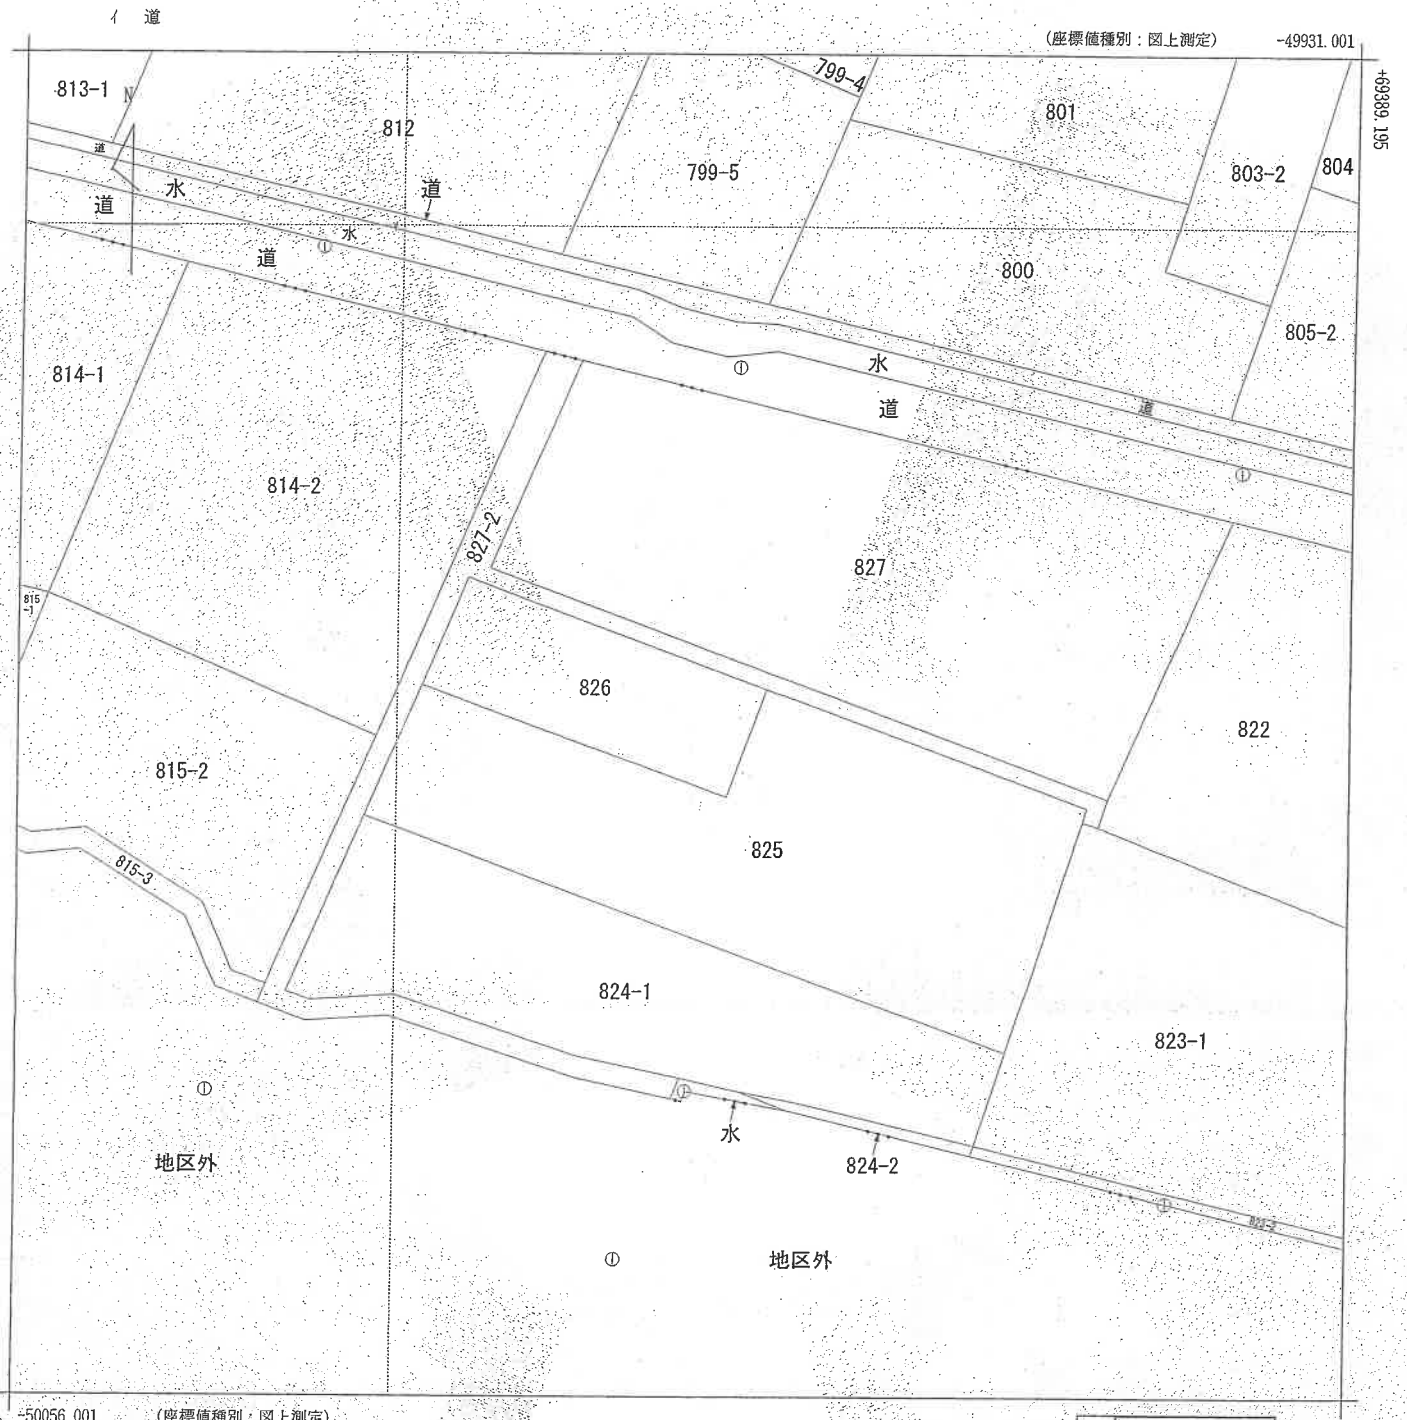 イ 道
(座標値種別：図上測定) -49931.001
+69389.195
813-1
N
812
799-4
799-5
801
803-2
804
道
水
道
道
水
イ
道
800
805-2
814-1
水
道
道
814-2
827-2
827
815
-1
826
822
815-2
825
815-3
824-1
823-1
水
824-2
地区外
地区外
-50056.001 (座標値種別：図上測定)